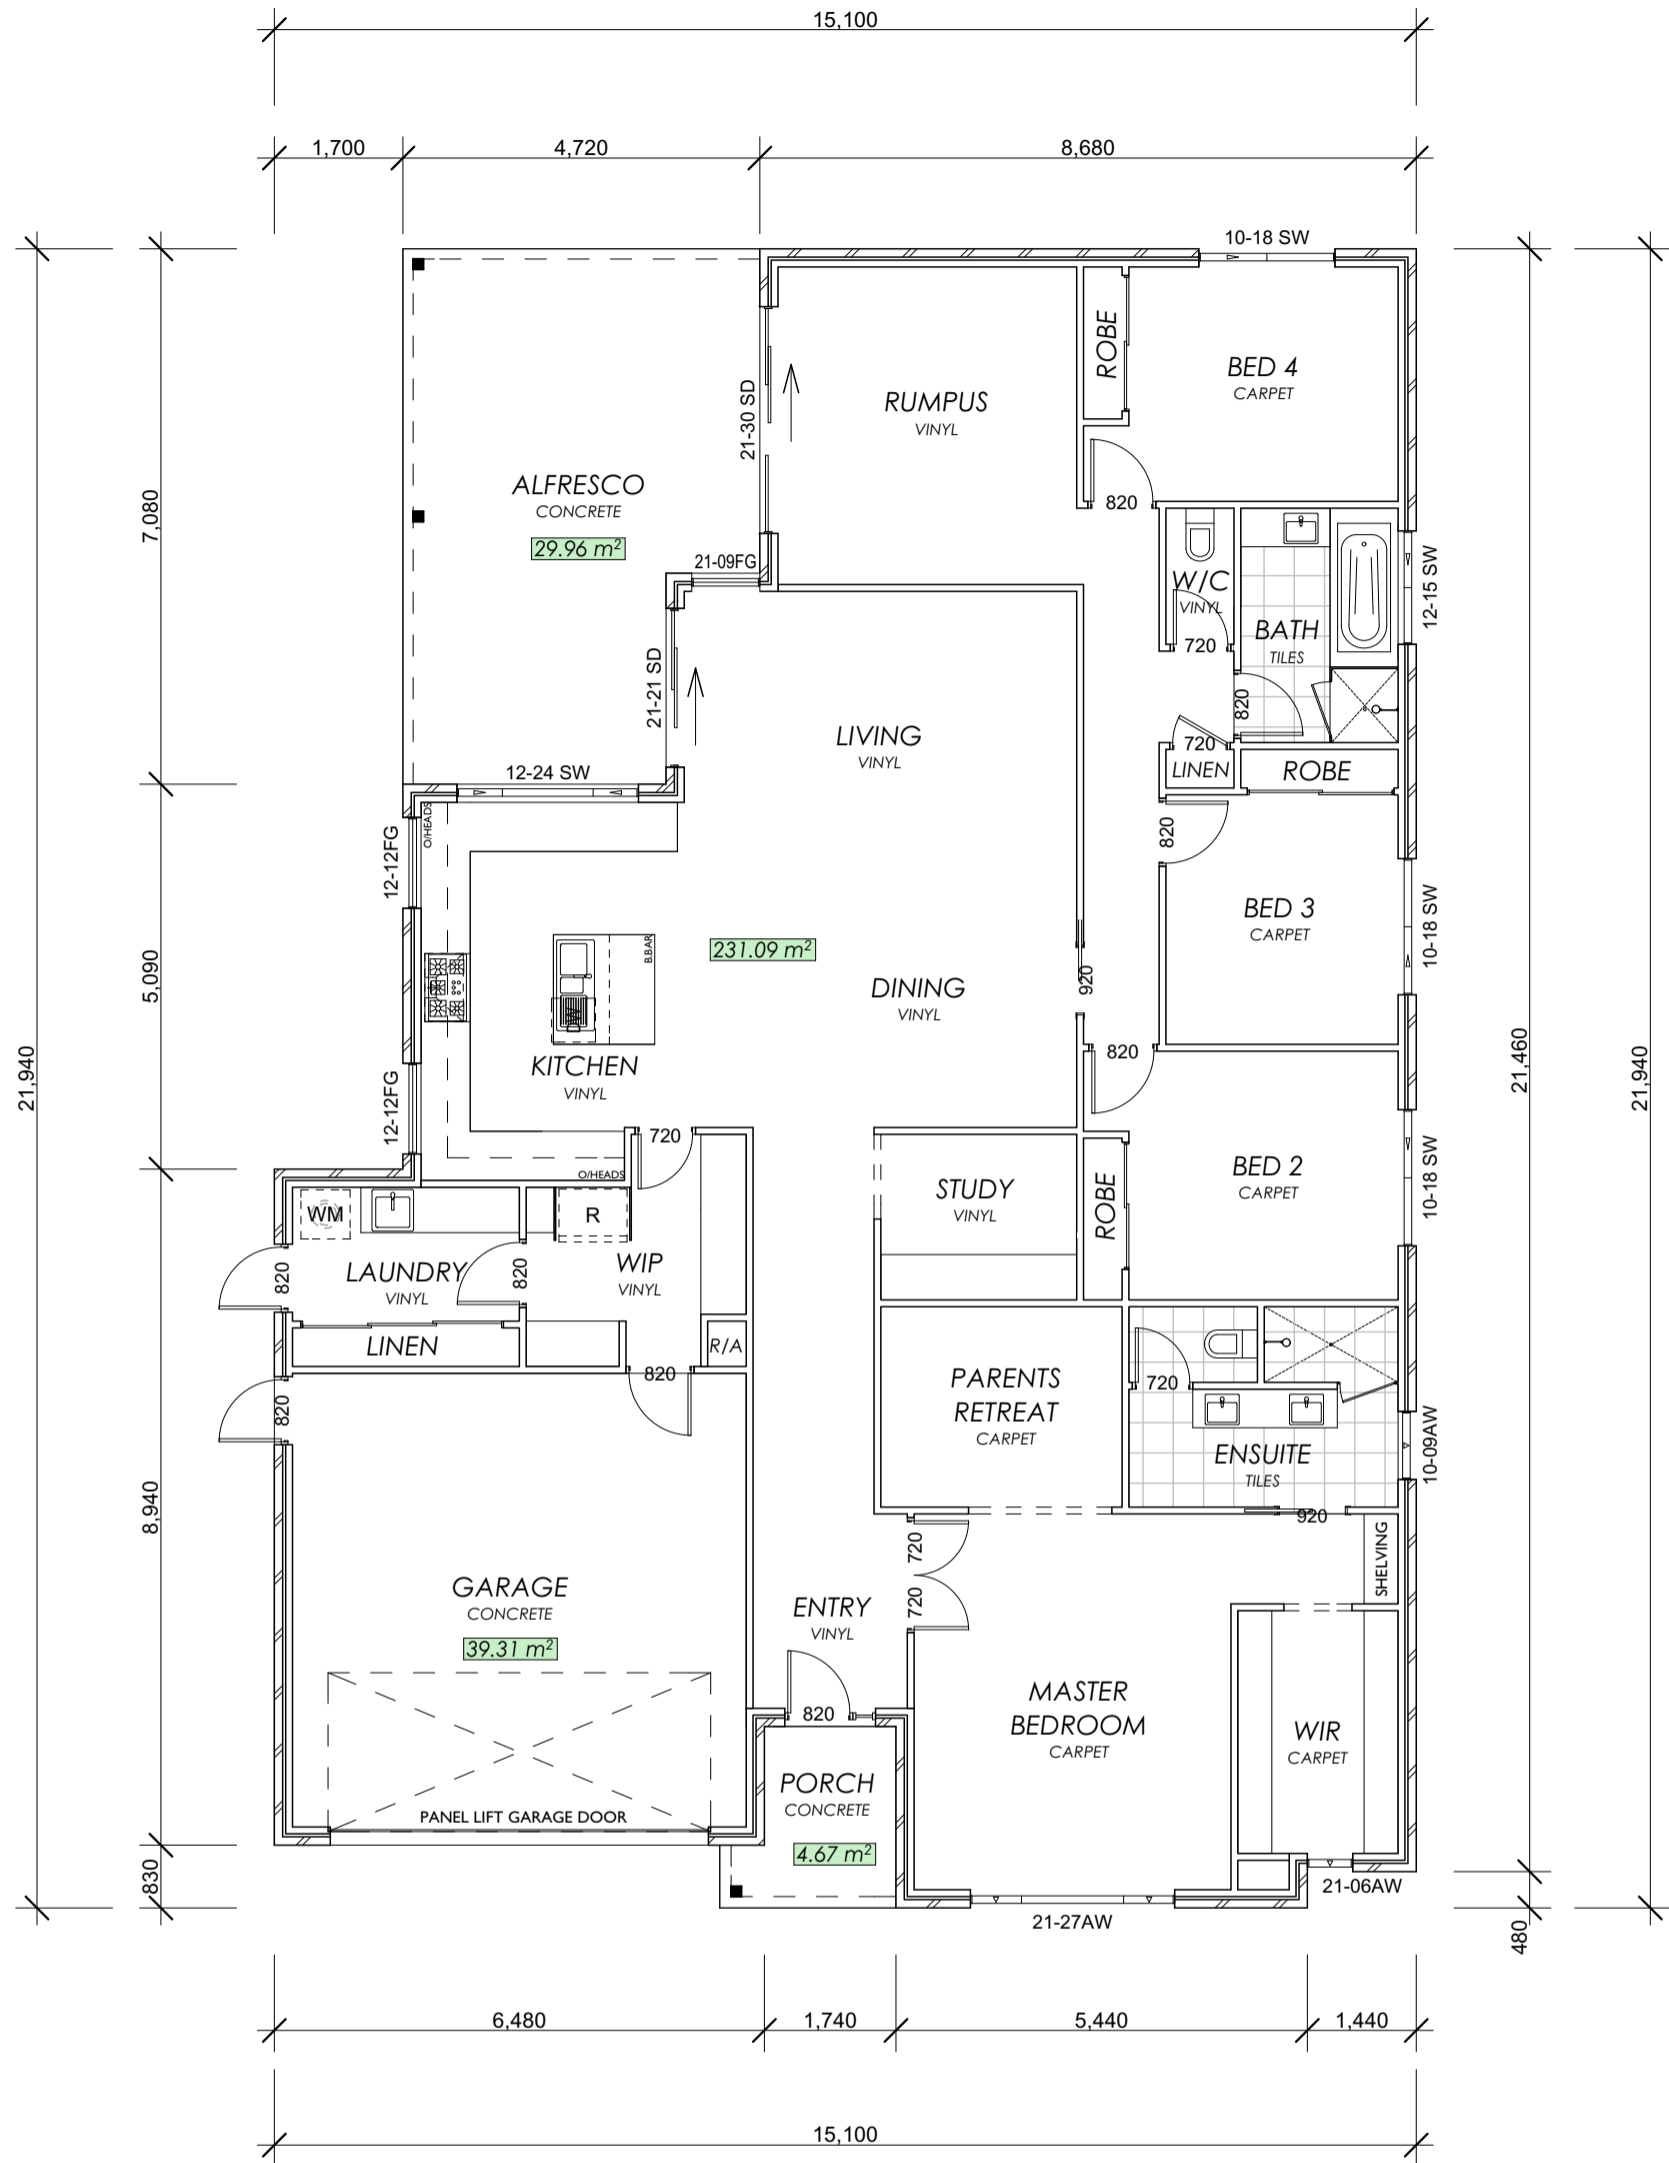 15,100
1,700
4,720
8,680
10-18 SW
ROBE
BED 4
CARPET
RUMPUS
VINYL
21-30 SD
ALFRESCO
CONCRETE
29.96 m²
820
7,080
21-09FG
W/C
VINYL
720
BATH
TILES
12-15 SW
820
21-21 SD
LIVING
VINYL
720
LINEN
ROBE
12-24 SW
O/HEADS
12-12FG
820
BED 3
CARPET
10-18 SW
231.09 m²
B.BAR
5,090
DINING
VINYL
920
DW
KITCHEN
VINYL
820
21,940
21,460
21,940
12-12FG
720
O/HEADS
STUDY
VINYL
ROBE
BED 2
CARPET
10-18 SW
WM
R
LAUNDRY
VINYL
820
820
WIP
VINYL
LINEN
R/A
820
820
PARENTS
RETREAT
CARPET
720
ENSUITE
TILES
10-09AW
8,940
920
720
720
SHELVING
GARAGE
CONCRETE
39.31 m²
ENTRY
VINYL
820
MASTER
BEDROOM
CARPET
WIR
CARPET
PORCH
CONCRETE
PANEL LIFT GARAGE DOOR
4.67 m²
830
21-06AW
21-27AW
480
6,480
1,740
5,440
1,440
15,100